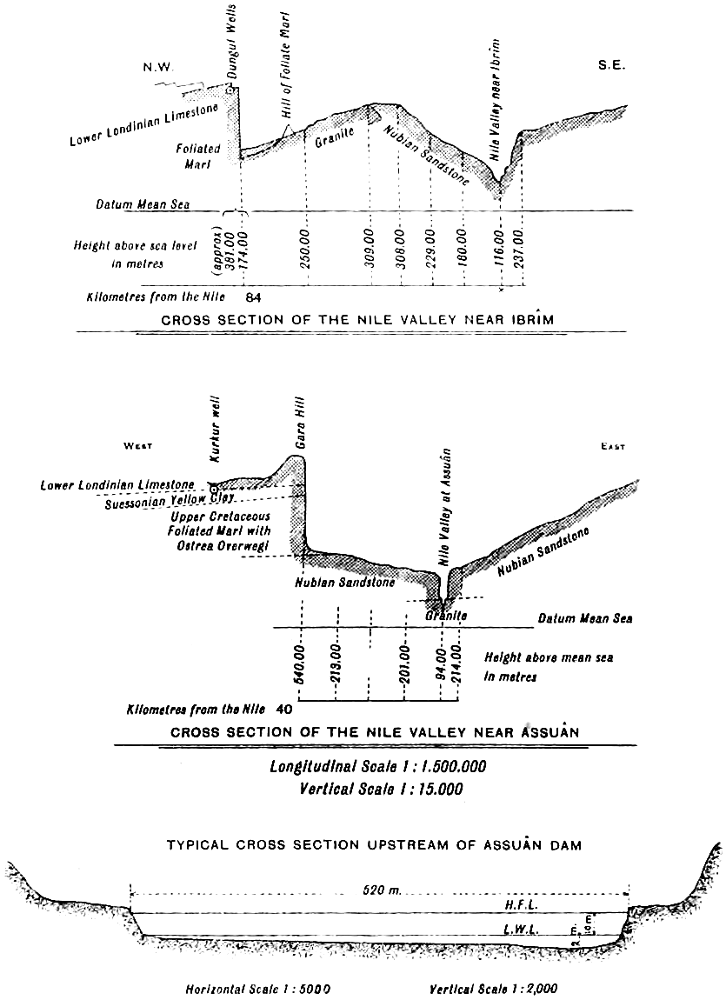 N.W.
Dungul Wells
Hill of Foliate Marl
Nile Valley near Ibrîm
S.E.
Lower Londinian Limestone
Foliated
Marl
Granite
Nubian Sandstone
Datum Mean Sea
Height above sea level
in metres
(approx)
381.00
174.00
250.00
309.00
308.00
229.00
180.00
116.00
237.00
Kilometres from the Nile 84
CROSS SECTION OF THE NILE VALLEY NEAR IBRÎM
WEST
Kurkur well
Gara Hill
Nile Valley at Assuân
EAST
Lower Londinian Limestone
Suessonian Yellow Clay
Upper Cretaceous
Foliated Marl with
Ostrea Overwegi
Nubian Sandstone
Nubian Sandstone
Granite
Datum Mean Sea
540.00
213.00
201.00
94.00
214.00
Height above mean sea
in metres
Kilometres from the Nile 40
CROSS SECTION OF THE NILE VALLEY NEAR ASSUÂN
Longitudinal Scale 1 : 1.500.000
Vertical Scale 1 : 15.000
TYPICAL CROSS SECTION UPSTREAM OF ASSUÂN DAM
520 m.
H.F.L.
L.W.L.
Horizontal Scale 1 : 5000
Vertical Scale 1 : 2,000